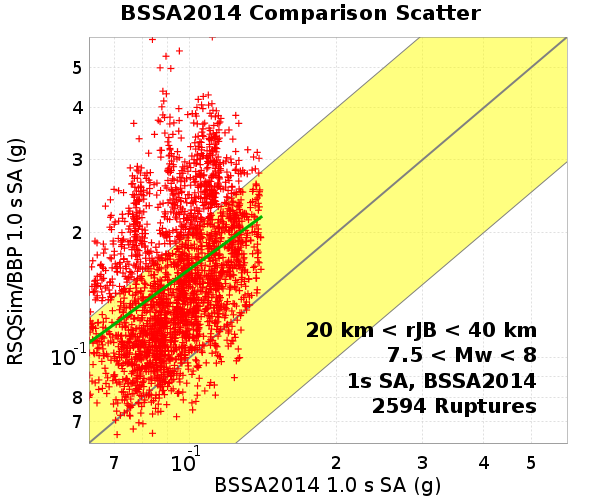 BSSA2014 Comparison Scatter
RSQSim/BBP 1.0 s SA (g)
5
4
3
2
10-1
8
7
20 km < rJB < 40 km
7.5 < Mw < 8
1s SA, BSSA2014
2594 Ruptures
7 10-1 2 3 4 5
BSSA2014 1.0 s SA (g)